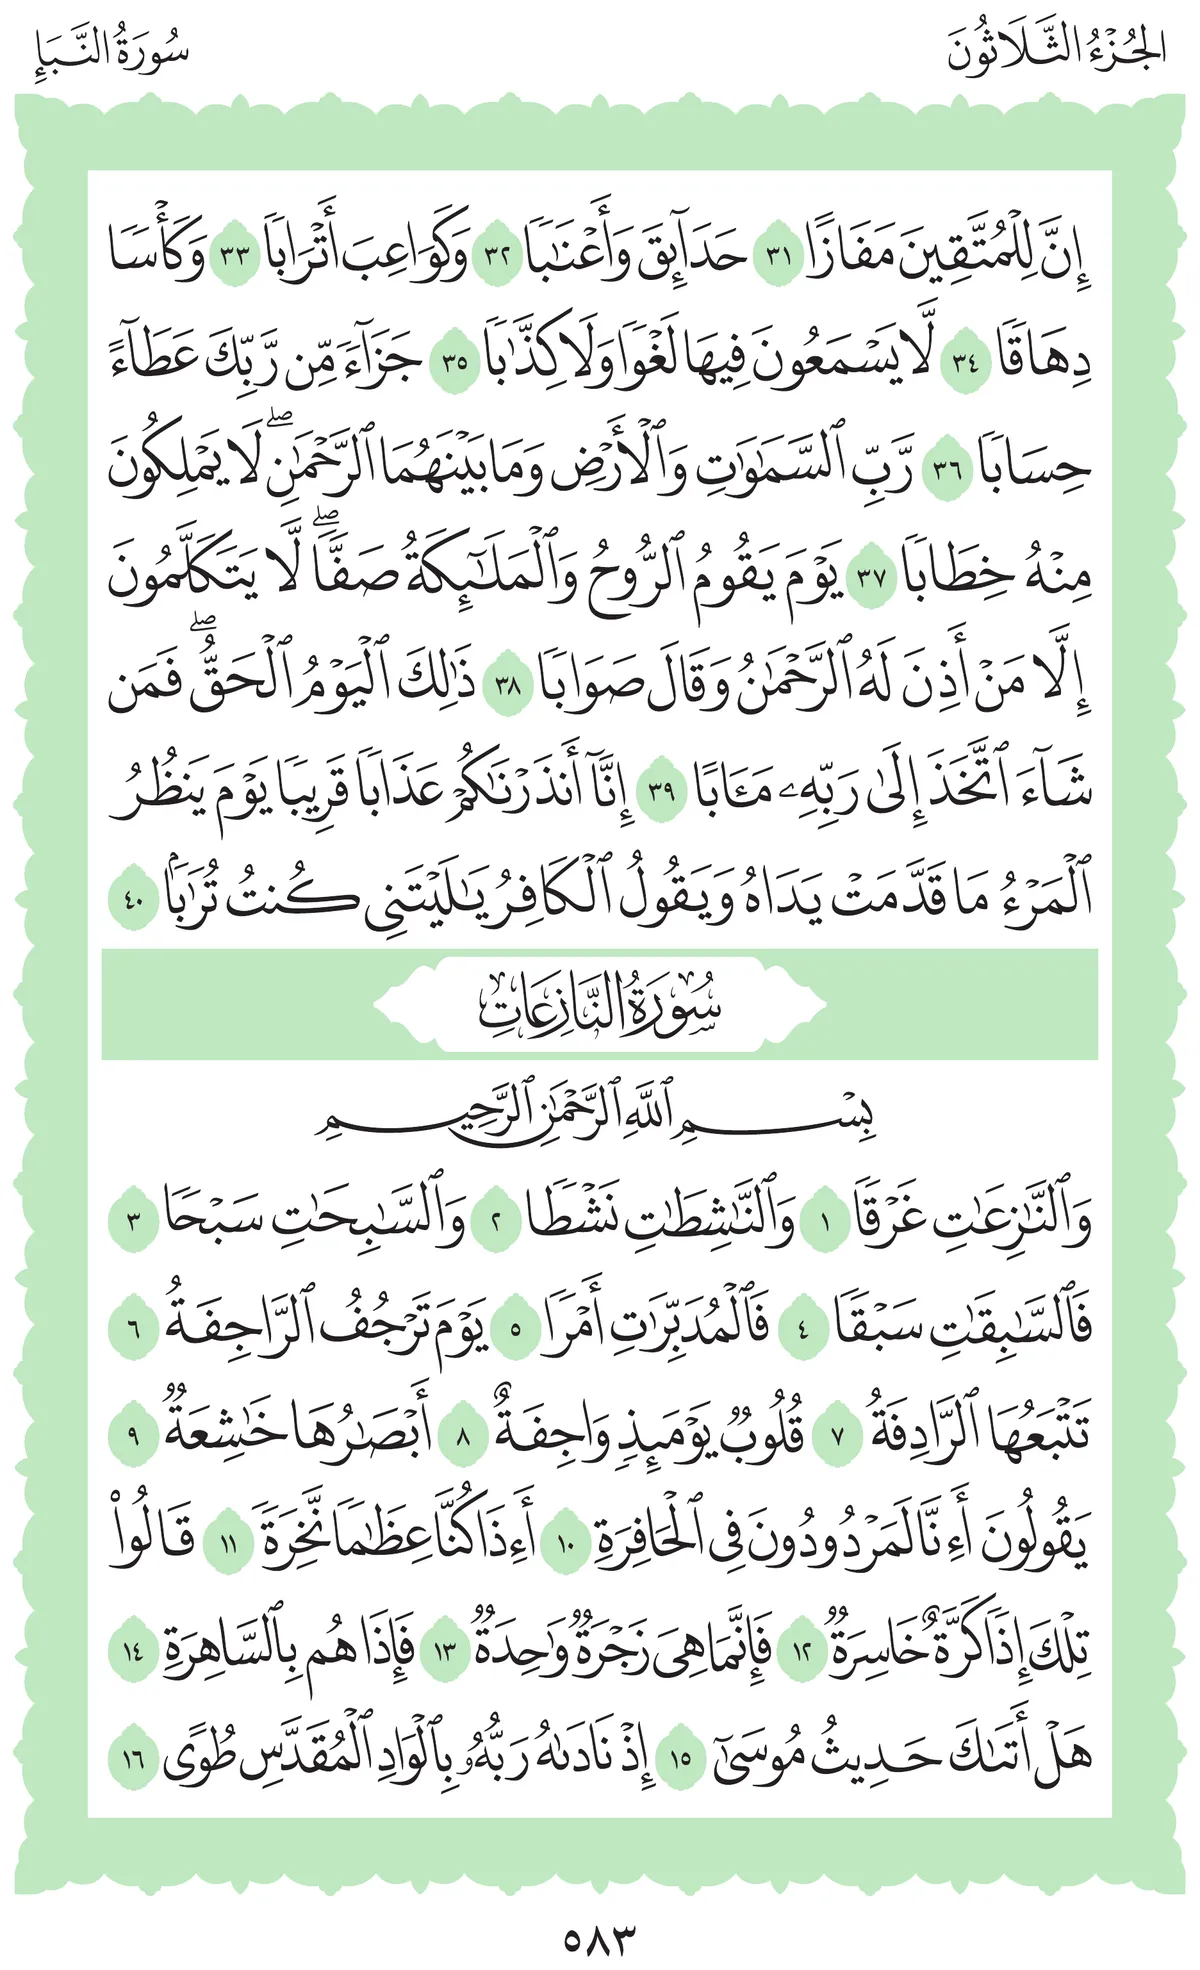 الجُزْءُ الثَّلَاثُونَ
سُورَةُ النَّبَإِ
إِنَّ لِلْمُتَّقِينَ مَفَازًا ٣١ حَدَآئِقَ وَأَعْنَٰبًا ٣٢ وَكَوَاعِبَ أَتْرَابًا ٣٣ وَكَأْسًا
دِهَاقًا ٣٤ لَّا يَسْمَعُونَ فِيهَا لَغْوًا وَلَا كِذَّٰبًا ٣٥ جَزَآءً مِّن رَّبِّكَ عَطَآءً
حِسَابًا ٣٦ رَّبِّ ٱلسَّمَٰوَٰتِ وَٱلْأَرْضِ وَمَا بَيْنَهُمَا ٱلرَّحْمَٰنِۖ لَا يَمْلِكُونَ
مِنْهُ خِطَابًا ٣٧ يَوْمَ يَقُومُ ٱلرُّوحُ وَٱلْمَلَٰٓئِكَةُ صَفًّاۖ لَّا يَتَكَلَّمُونَ
إِلَّا مَنْ أَذِنَ لَهُ ٱلرَّحْمَٰنُ وَقَالَ صَوَابًا ٣٨ ذَٰلِكَ ٱلْيَوْمُ ٱلْحَقُّۖ فَمَن
شَآءَ ٱتَّخَذَ إِلَىٰ رَبِّهِۦ مَـَٔابًا ٣٩ إِنَّآ أَنذَرْنَٰكُمْ عَذَابًا قَرِيبًا يَوْمَ يَنظُرُ
ٱلْمَرْءُ مَا قَدَّمَتْ يَدَاهُ وَيَقُولُ ٱلْكَافِرُ يَٰلَيْتَنِى كُنتُ تُرَٰبًۢا ٤٠
سُورَةُ النَّازِعَاتِ
بِسْمِ ٱللَّهِ ٱلرَّحْمَٰنِ ٱلرَّحِيمِ
وَٱلنَّٰزِعَٰتِ غَرْقًا ١ وَٱلنَّٰشِطَٰتِ نَشْطًا ٢ وَٱلسَّٰبِحَٰتِ سَبْحًا ٣
فَٱلسَّٰبِقَٰتِ سَبْقًا ٤ فَٱلْمُدَبِّرَٰتِ أَمْرًا ٥ يَوْمَ تَرْجُفُ ٱلرَّاجِفَةُ ٦
تَتْبَعُهَا ٱلرَّادِفَةُ ٧ قُلُوبٌ يَوْمَئِذٍ وَاجِفَةٌ ٨ أَبْصَٰرُهَا خَٰشِعَةٌ ٩
يَقُولُونَ أَءِنَّا لَمَرْدُودُونَ فِى ٱلْحَافِرَةِ ١٠ أَءِذَا كُنَّا عِظَٰمًا نَّخِرَةً ١١ قَالُوا۟
تِلْكَ إِذًا كَرَّةٌ خَاسِرَةٌ ١٢ فَإِنَّمَا هِىَ زَجْرَةٌ وَٰحِدَةٌ ١٣ فَإِذَا هُم بِٱلسَّاهِرَةِ ١٤
هَلْ أَتَىٰكَ حَدِيثُ مُوسَىٰٓ ١٥ إِذْ نَادَىٰهُ رَبُّهُۥ بِٱلْوَادِ ٱلْمُقَدَّسِ طُوًى ١٦
٥٨٣